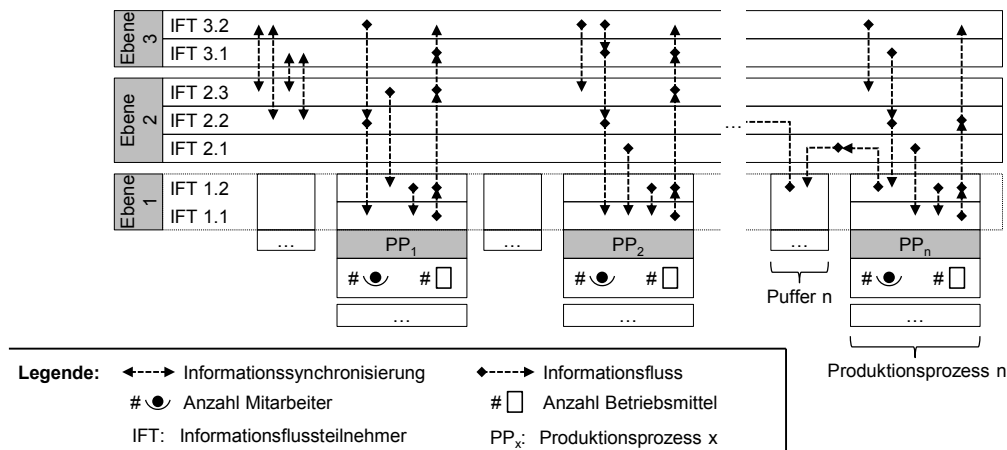 Ebene 3
IFT 3.2
IFT 3.1
Ebene 2
IFT 2.3
IFT 2.2
IFT 2.1
...
Ebene 1
IFT 1.2
IFT 1.1
...
PP1
...
PP2
...
PPn
#
#
#
#
#
#
Puffer n
...
...
...
Produktionsprozess n
Legende:
Informationssynchronisierung
Informationsfluss
# Anzahl Mitarbeiter
# Anzahl Betriebsmittel
IFT: Informationsflussteilnehmer
PPx: Produktionsprozess x